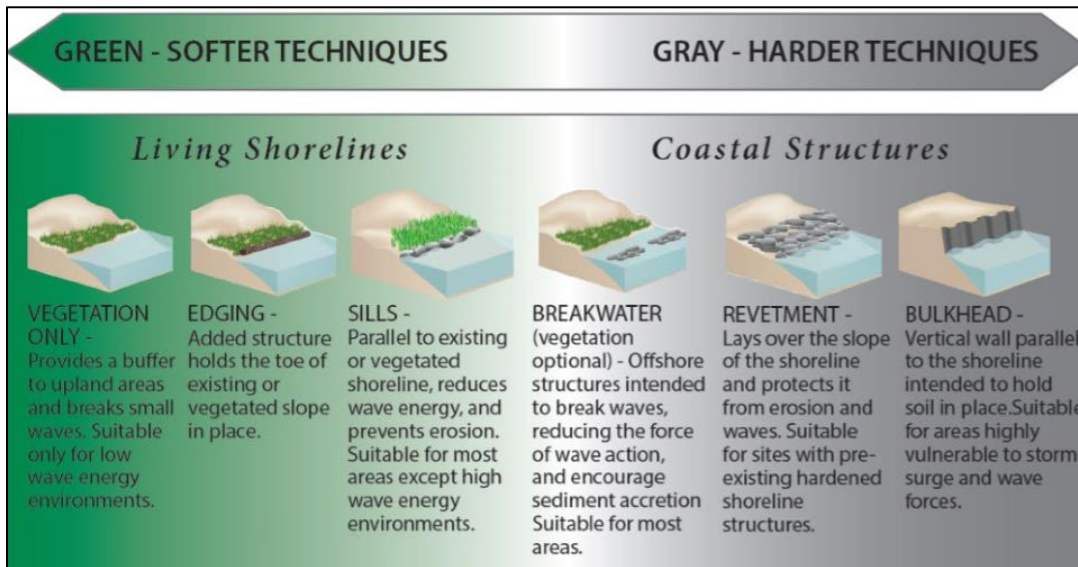 GREEN - SOFTER TECHNIQUES
GRAY - HARDER TECHNIQUES
Living Shorelines
Coastal Structures
VEGETATION
ONLY -
Provides a buffer
to upland areas
and breaks small
waves. Suitable
only for low
wave energy
environments.
EDGING -
Added structure
holds the toe of
existing or
vegetated slope
in place.
SILLS -
Parallel to existing
or vegetated
shoreline, reduces
wave energy, and
prevents erosion.
Suitable for most
areas except high
wave energy
environments.
BREAKWATER
(vegetation
optional) - Offshore
structures intended
to break waves,
reducing the force
of wave action,
and encourage
sediment accretion
Suitable for most
areas.
REVETMENT -
Lays over the slope
of the shoreline
and protects it
from erosion and
waves. Suitable
for sites with pre-
existing hardened
shoreline
structures.
BULKHEAD -
Vertical wall parallel
to the shoreline
intended to hold
soil in place.Suitable
for areas highly
vulnerable to storm
surge and wave
forces.